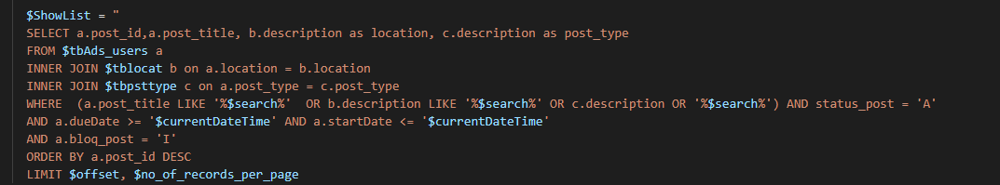 $ShowList = "
SELECT a.post_id,a.post_title, b.description as location, c.description as post_type
FROM $tbAds_users a
INNER JOIN $tblocat b on a.location = b.location
INNER JOIN $tbpsttype c on a.post_type = c.post_type
WHERE  (a.post_title LIKE '%$search%'  OR b.description LIKE '%$search%' OR c.description OR '%$search%') AND status_post = 'A'
AND a.dueDate >= '$currentDateTime' AND a.startDate <= '$currentDateTime'
AND a.bloq_post = 'I'
ORDER BY a.post_id DESC
LIMIT $offset, $no_of_records_per_page